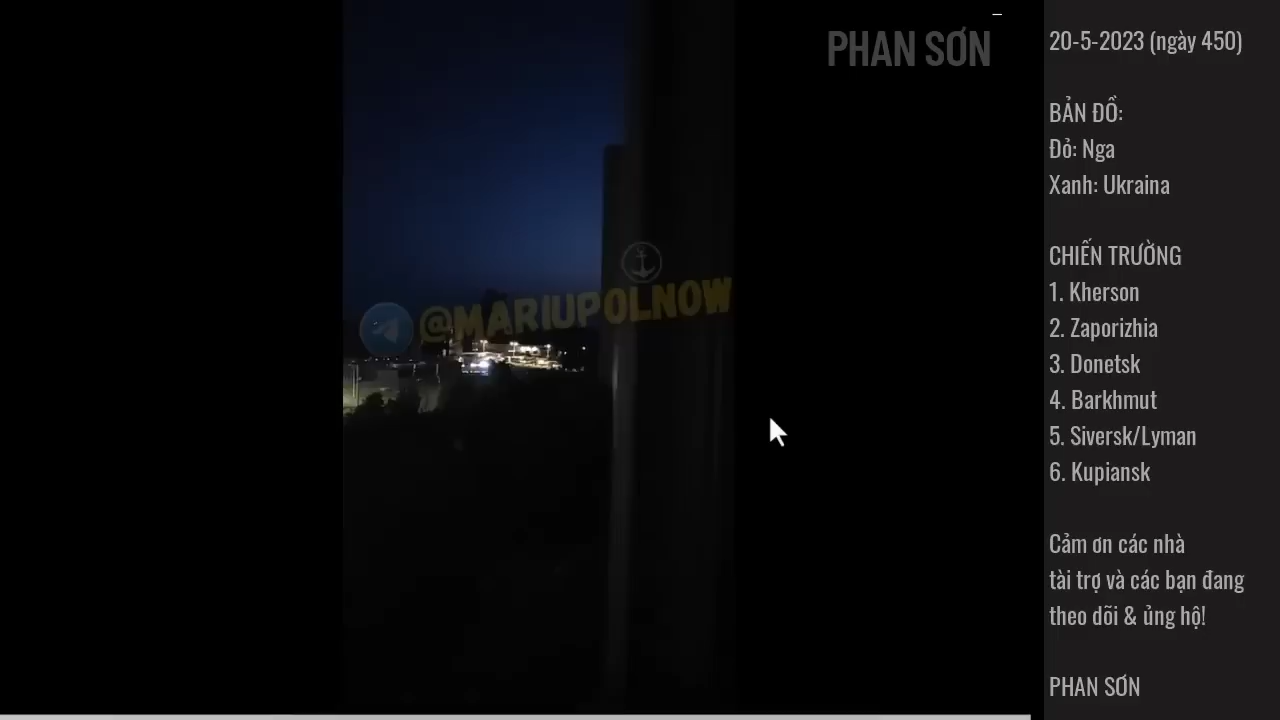 PHAN SƠN
@MARIUPOLNOW
20-5-2023 (ngày 450)
BẢN ĐỒ:
Đỏ: Nga
Xanh: Ukraina
CHIẾN TRƯỜNG
1. Kherson
2. Zaporizhia
3. Donetsk
4. Barkhmut
5. Siversk/Lyman
6. Kupiansk
Cảm ơn các nhà
tài trợ và các bạn đang
theo dõi & ủng hộ!
PHAN SƠN